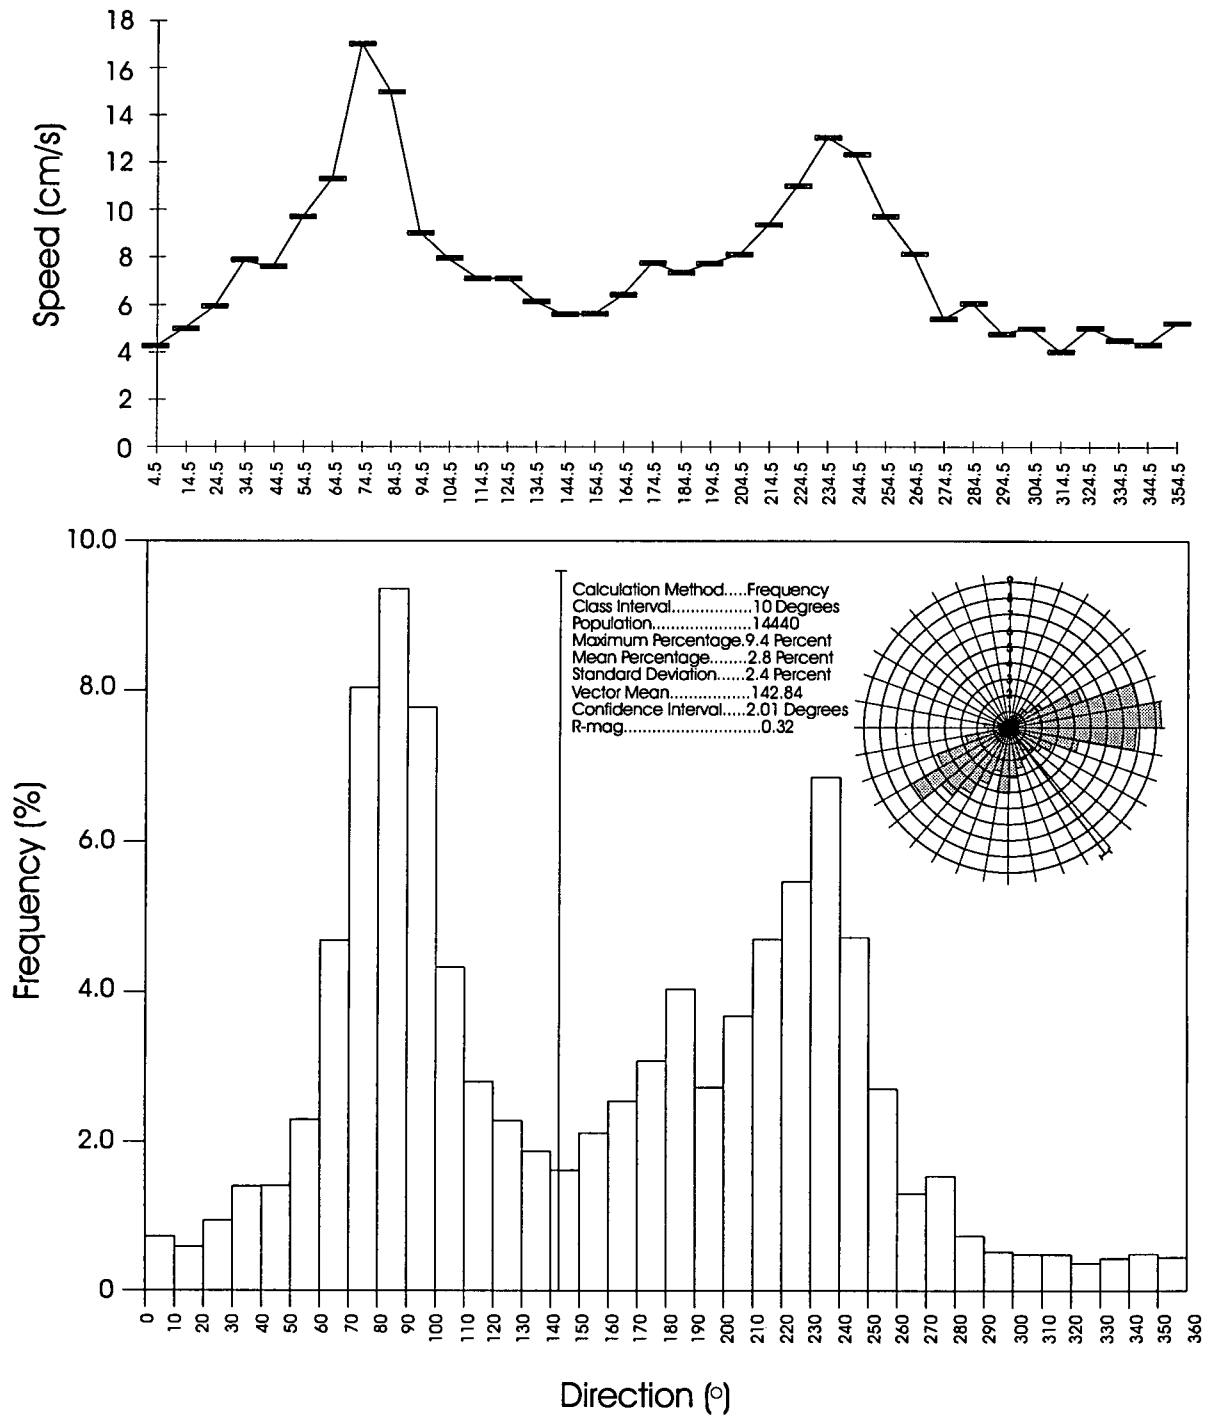 18
16
14
12
10
8
6
4
2
0
Speed (cm/s)
4.5 14.5 24.5 34.5 44.5 54.5 64.5 74.5 84.5 94.5 104.5 114.5 124.5 134.5 144.5 154.5 164.5 174.5 184.5 194.5 204.5 214.5 224.5 234.5 244.5 254.5 264.5 274.5 284.5 294.5 304.5 314.5 324.5 334.5 344.5 354.5
10.0
8.0
6.0
4.0
2.0
0
Frequency (%)
Calculation Method.....Frequency
Class Interval.................10 Degrees
Population.....................14440
Maximum Percentage.9.4 Percent
Mean Percentage........2.8 Percent
Standard Deviation......2.4 Percent
Vector Mean.................142.84
Confidence Interval.....2.01 Degrees
R-mag.............................0.32
0 10 20 30 40 50 60 70 80 90 100 110 120 130 140 150 160 170 180 190 200 210 220 230 240 250 260 270 280 290 300 310 320 330 340 350 360
Direction (°)